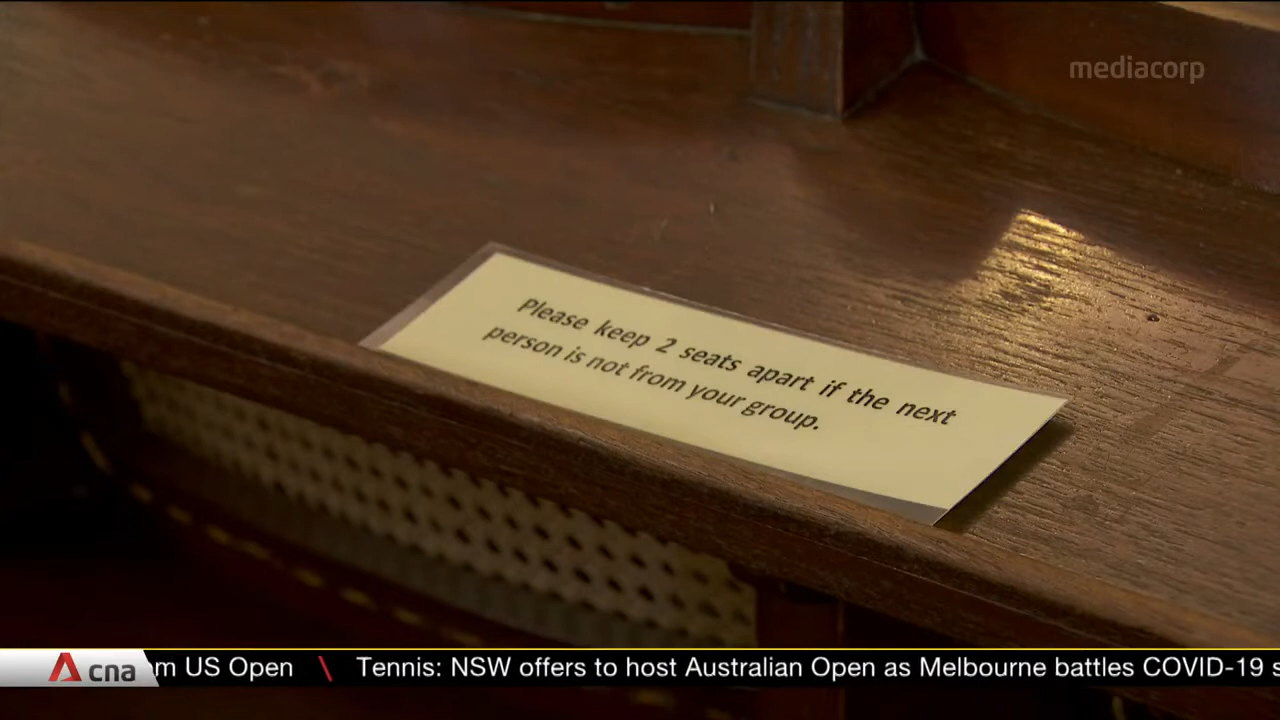 mediacorp
Please keep 2 seats apart if the next
person is not from your group.
cna
m US Open \ Tennis: NSW offers to host Australian Open as Melbourne battles COVID-19 s